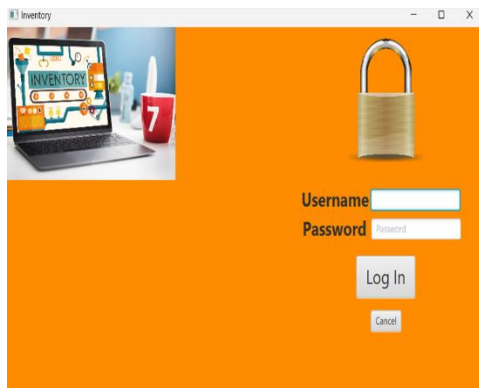 Inventory
INVENTORY
7
Username
Password
Password
Log In
Cancel